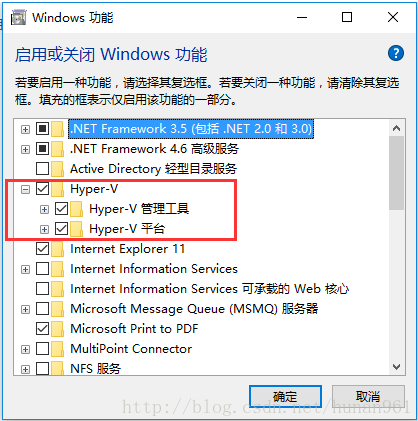 Windows 功能
启用或关闭 Windows 功能
若要启用一种功能，请选择其复选框。若要关闭一种功能，请清除其复选
框。填充的框表示仅启用该功能的一部分。
.NET Framework 3.5 (包括 .NET 2.0 和 3.0)
.NET Framework 4.6 高级服务
Active Directory 轻型目录服务
Hyper-V
Hyper-V 管理工具
Hyper-V 平台
Internet Explorer 11
Internet Information Services
Internet Information Services 可承载的 Web 核心
Microsoft Message Queue (MSMQ) 服务器
Microsoft Print to PDF
MultiPoint Connector
NFS 服务
确定 取消
http://blog.csdn.net/hunan961